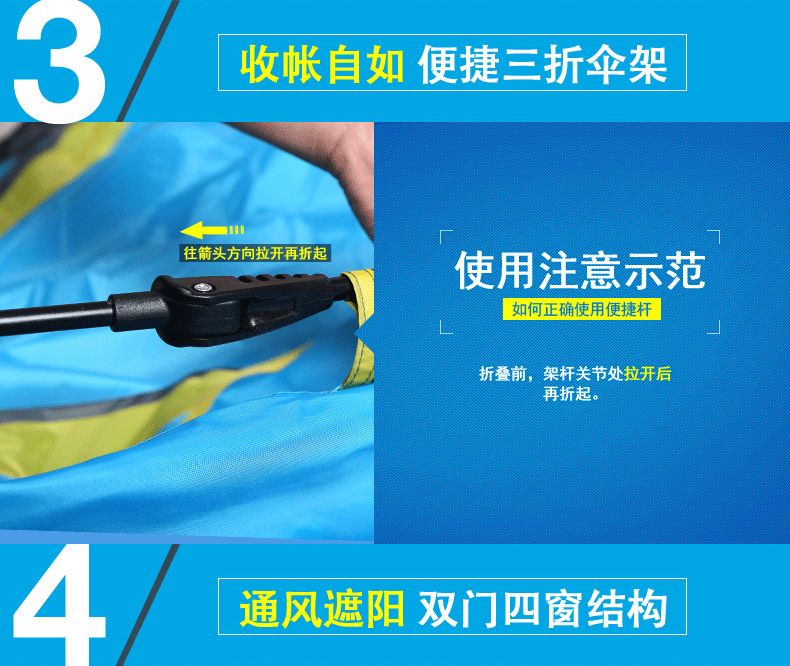 3
收帐自如 便捷三折伞架
往箭头方向拉开再折起
使用注意示范
如何正确使用便捷杆
折叠前，架杆关节处拉开后
再折起。
4
通风遮阳 双门四窗结构